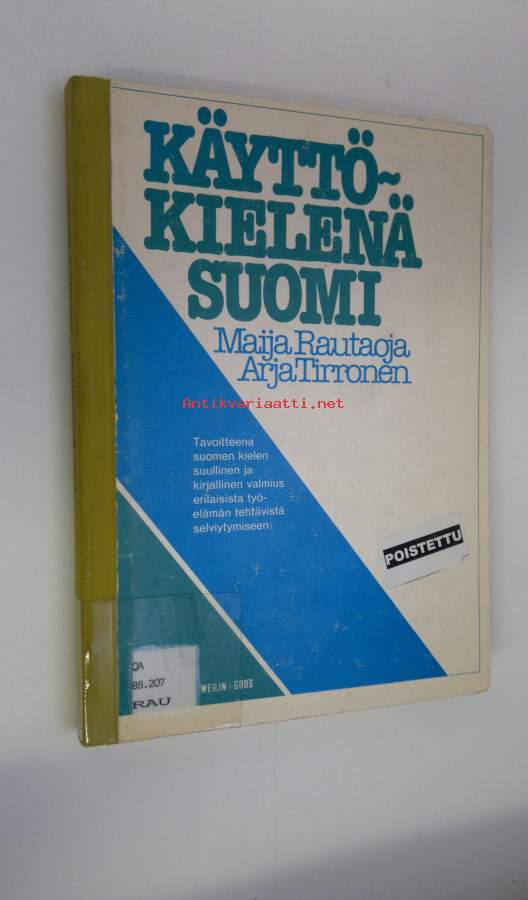 KÄYTTÖ-
KIELENÄ
SUOMI
Maija Rautaoja
Arja Tirronen
Antikvariaatti.net
Tavoitteena
suomen kielen
suullinen ja
kirjallinen valmius
erilaisista työ-
elämän tehtävistä
selviytymiseen.
POISTETTU
QA
88.207
RAU
WEILIN+GÖÖS